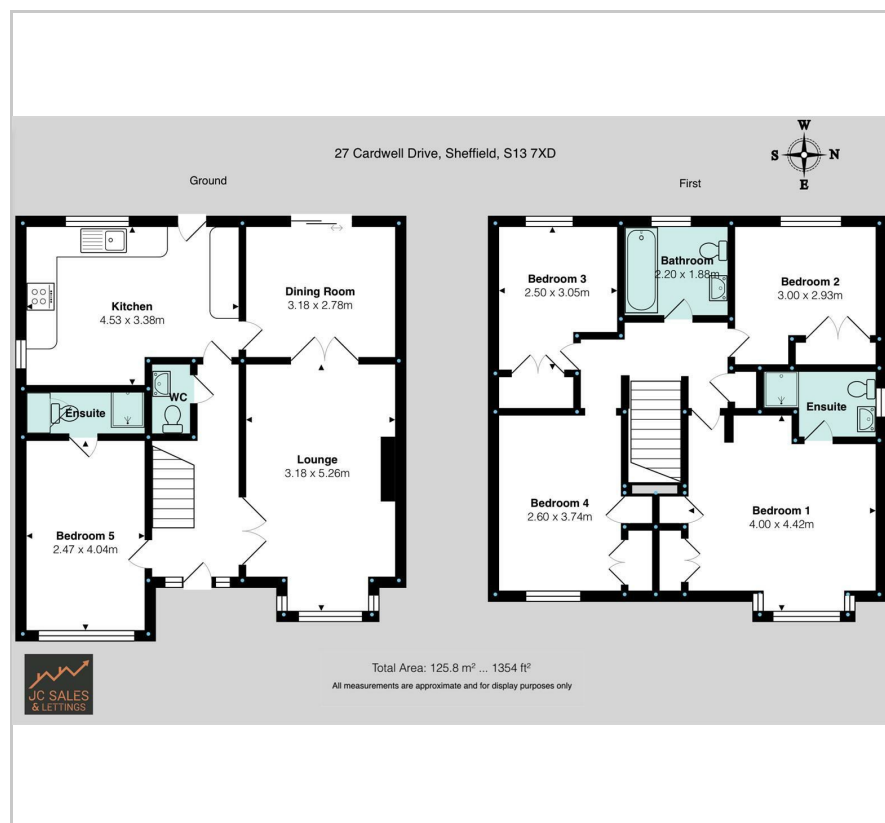 27 Cardwell Drive, Sheffield, S13 7XD
W
S N
E
Ground
First
Kitchen
4.53 x 3.38m
Dining Room
3.18 x 2.78m
Ensuite
WC
Lounge
3.18 x 5.26m
Bedroom 5
2.47 x 4.04m
Bedroom 3
2.50 x 3.05m
Bathroom
2.20 x 1.88m
Bedroom 2
3.00 x 2.93m
Ensuite
Bedroom 4
2.60 x 3.74m
Bedroom 1
4.00 x 4.42m
JC SALES
& LETTINGS
Total Area: 125.8 m² ... 1354 ft²
All measurements are approximate and for display purposes only